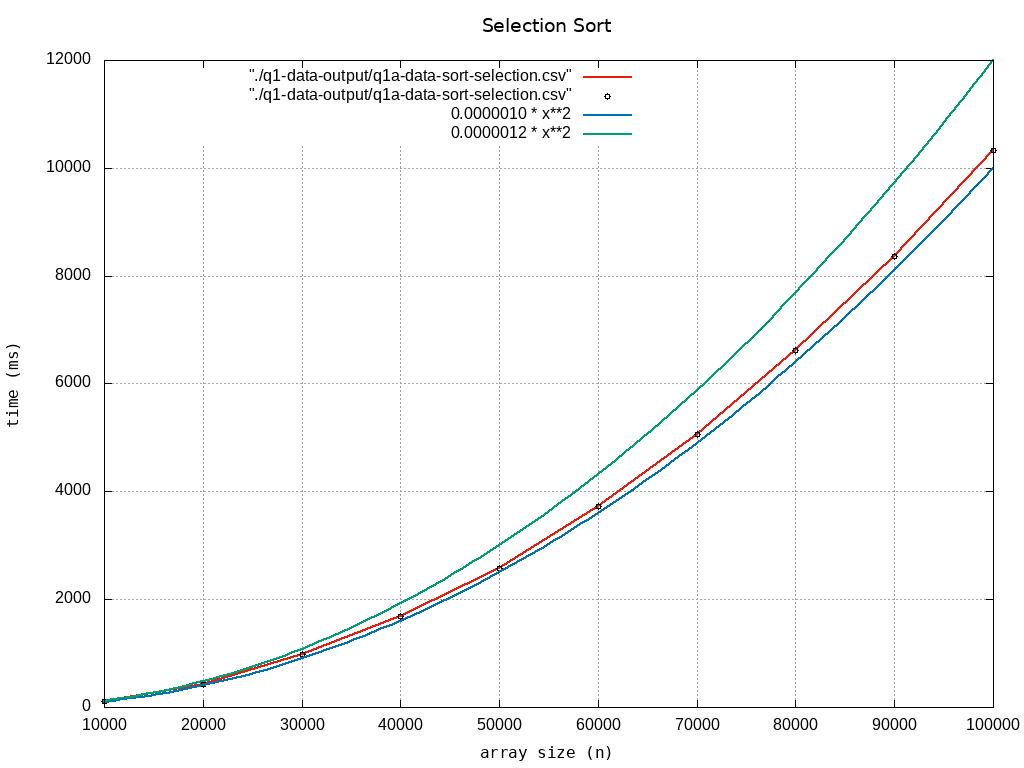 Selection Sort
12000
10000
8000
6000
4000
2000
0
time (ms)
"./q1-data-output/q1a-data-sort-selection.csv"
"./q1-data-output/q1a-data-sort-selection.csv"
0.0000010 * x**2
0.0000012 * x**2
10000 20000 30000 40000 50000 60000 70000 80000 90000 100000
array size (n)